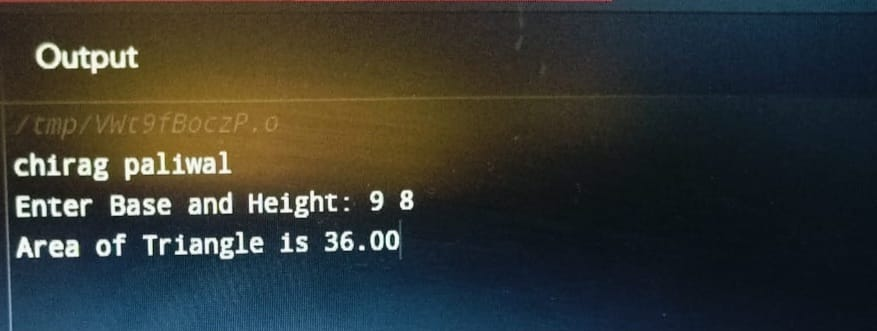 Output
/tmp/VWt9fBoczP.o
chirag paliwal
Enter Base and Height: 9 8
Area of Triangle is 36.00